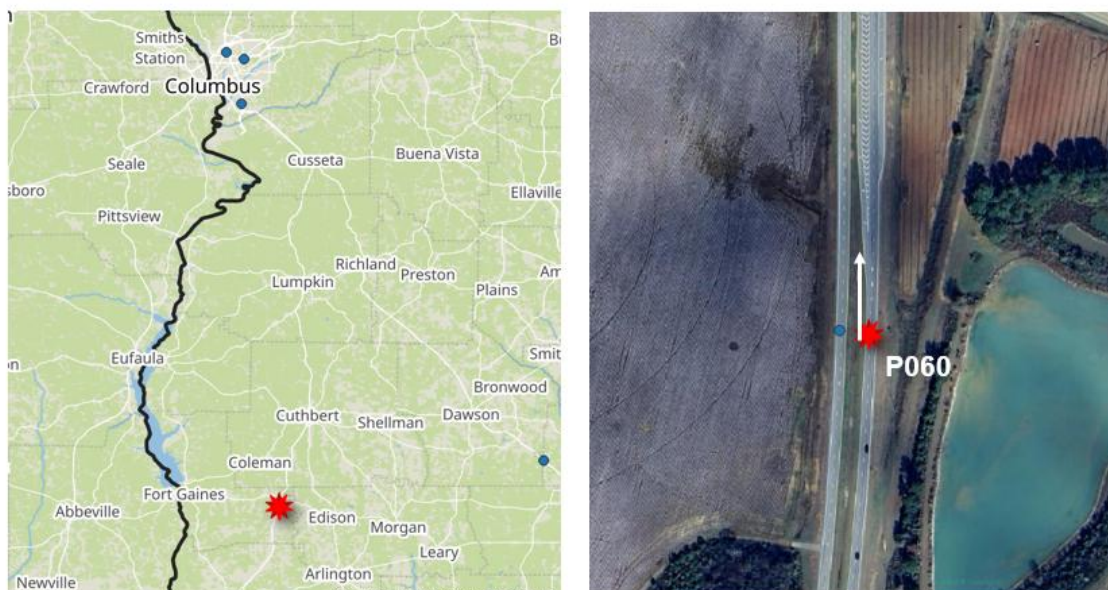 Smiths
Station
Columbus
Crawford
Cusseta
Buena Vista
Seale
Ellaville
sboro
Pittsview
Richland
Preston
Am
Lumpkin
Plains
Eufaula
Smit
on
Bronwood
Cuthbert
Shellman
Dawson
Coleman
Fort Gaines
Abbeville
Edison
Morgan
Leary
Arlington
Newville
P060